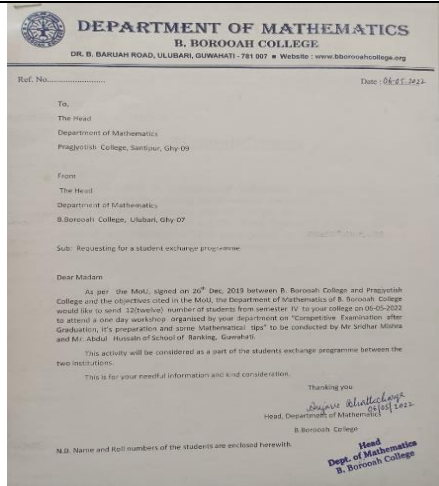 DEPARTMENT OF MATHEMATICS
B. BOROOAH COLLEGE
DR. B. BARUAH ROAD, ULUBARI, GUWAHATI - 781 007 ■ Website : www.bborooahcollege.org
Ref. No..........................
Date : 06-05-2022
To,
The Head
Department of Mathematics
Pragjyotish College, Santipur, Ghy-09
From
The Head
Department of Mathematics
B.Borooah College, Ulubari, Ghy-07
Sub: Requesting for a student exchange programme
Dear Madam
As per the MoU, signed on 26th Dec, 2019 between B. Borooah College and Pragjyotish
College and the objectives cited in the MoU, the Department of Mathematics of B. Borooah College
would like to send 12(twelve) number of students from semester IV to your college on 06-05-2022
to attend a one day workshop organised by your department on "Competitive Examination after
Graduation, it's preparation and some Mathematical tips" to be conducted by Mr Sridhar Mishra
and Mr. Abdul Hussain of School of Banking, Guwahati.
This activity will be considered as a part of the students exchange programme between the
two institutions.
This is for your needful information and kind consideration.
Thanking you
Bhattacharya
06/05/2022
Head, Department of Mathematics
B.Borooah College
N.B. Name and Roll numbers of the students are enclosed herewith.
Head
Dept. of Mathematics
B. Borooah College